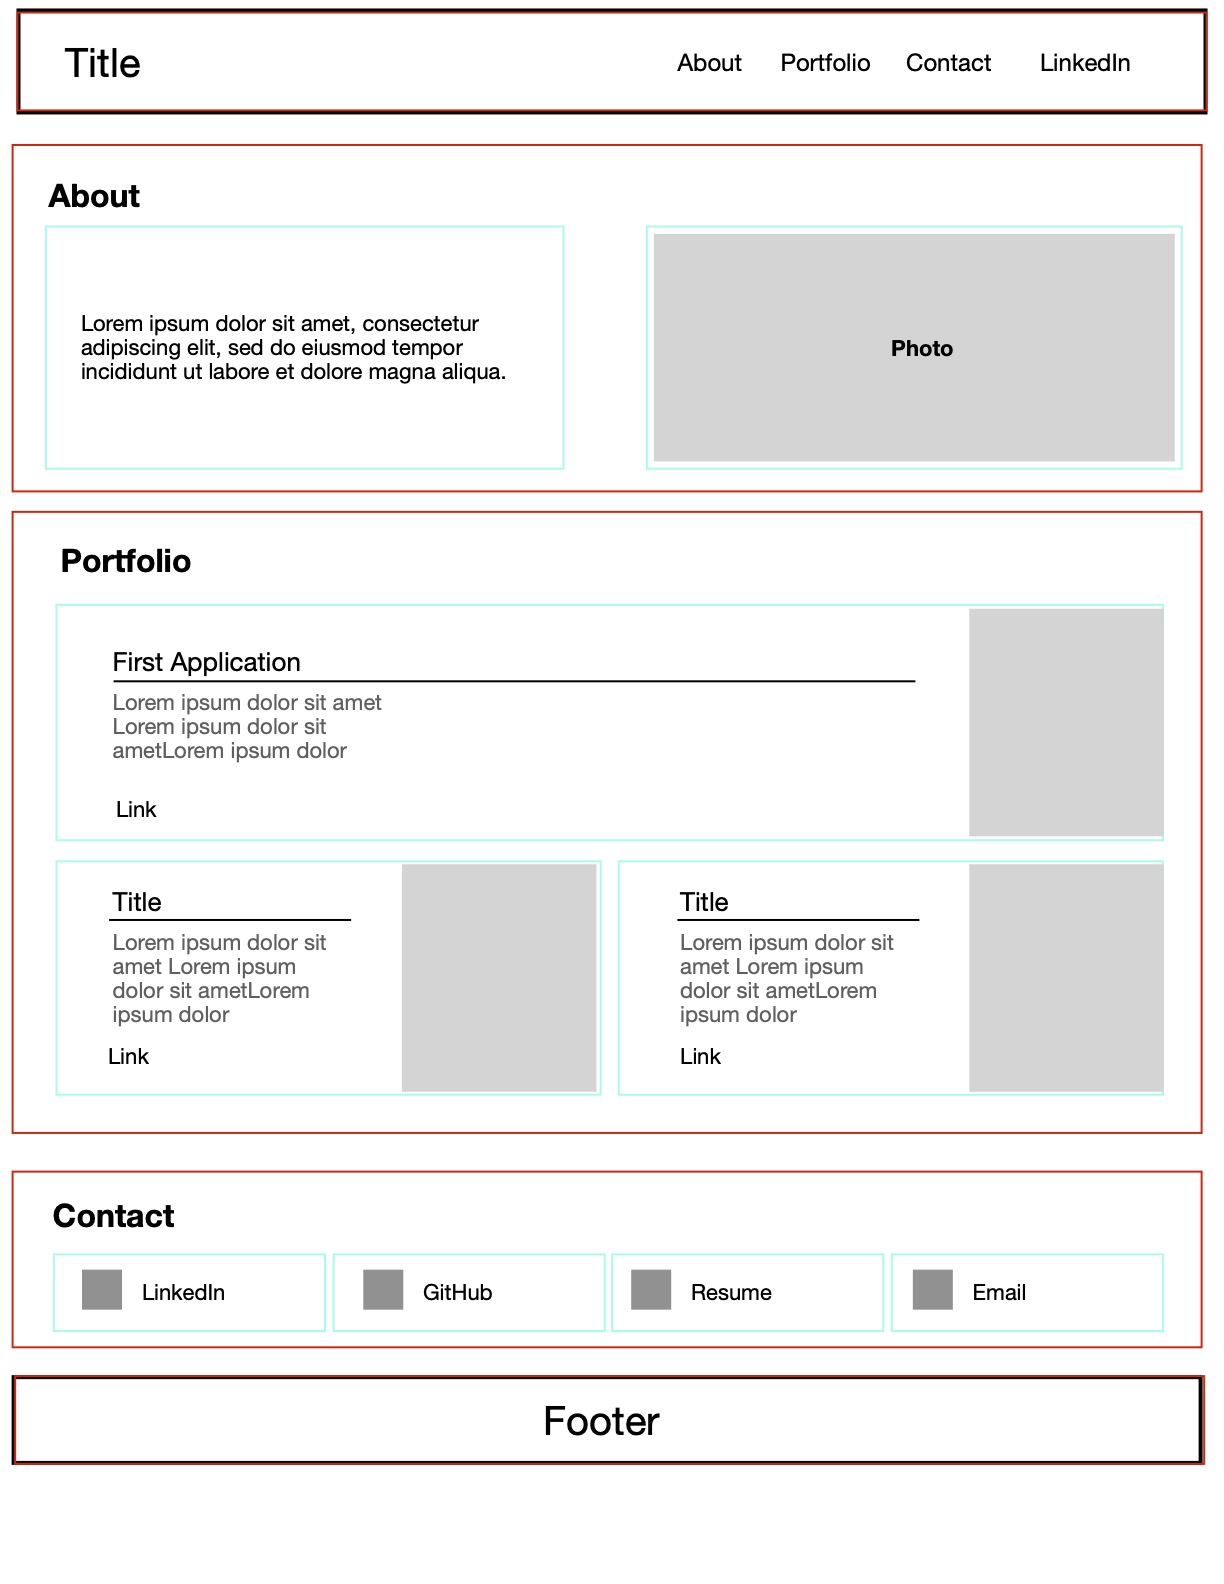 Title
About Portfolio Contact LinkedIn
About
Lorem ipsum dolor sit amet, consectetur
adipiscing elit, sed do eiusmod tempor
incididunt ut labore et dolore magna aliqua.
Photo
Portfolio
First Application
Lorem ipsum dolor sit amet
Lorem ipsum dolor sit
ametLorem ipsum dolor
Link
Title
Lorem ipsum dolor sit
amet Lorem ipsum
dolor sit ametLorem
ipsum dolor
Link
Title
Lorem ipsum dolor sit
amet Lorem ipsum
dolor sit ametLorem
ipsum dolor
Link
Contact
LinkedIn
GitHub
Resume
Email
Footer